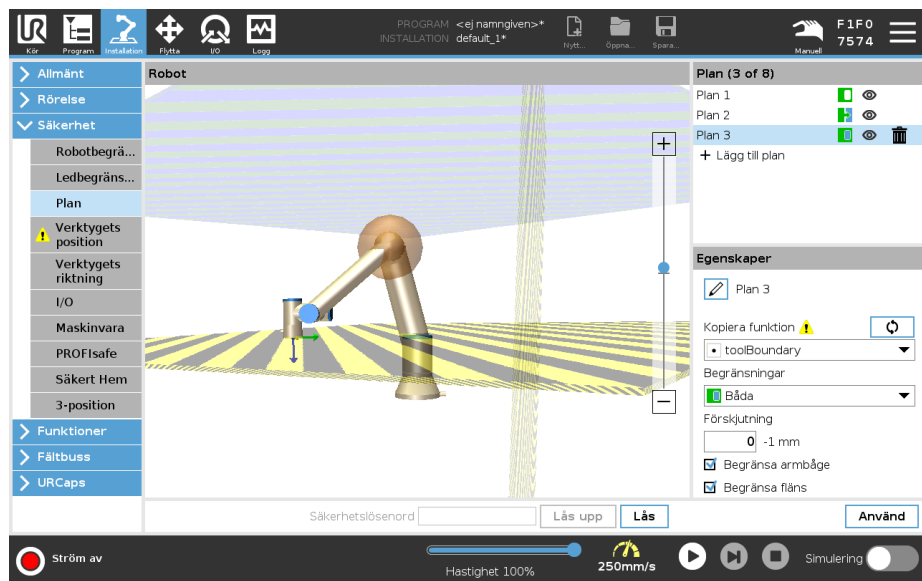 PROGRAM <ej namngiven>*
INSTALLATION default_1*
Kör
Program
Installation
Flytta
I/O
Logg
Nytt...
Öppna...
Spara...
Manuell
F1F0
7574
Allmänt
Rörelse
Säkerhet
Robotbegrä...
Ledbegräns...
Plan
Verktygets
position
Verktygets
riktning
I/O
Maskinvara
PROFIsafe
Säkert Hem
3-position
Funktioner
Fältbuss
URCaps
Robot
Plan (3 of 8)
Plan 1
Plan 2
Plan 3
+ Lägg till plan
Egenskaper
Plan 3
Kopiera funktion
toolBoundary
Begränsningar
Båda
Förskjutning
0 -1 mm
Begränsa armbåge
Begränsa fläns
Säkerhetslösenord
Lås upp
Lås
Använd
Ström av
Hastighet 100%
250mm/s
Simulering